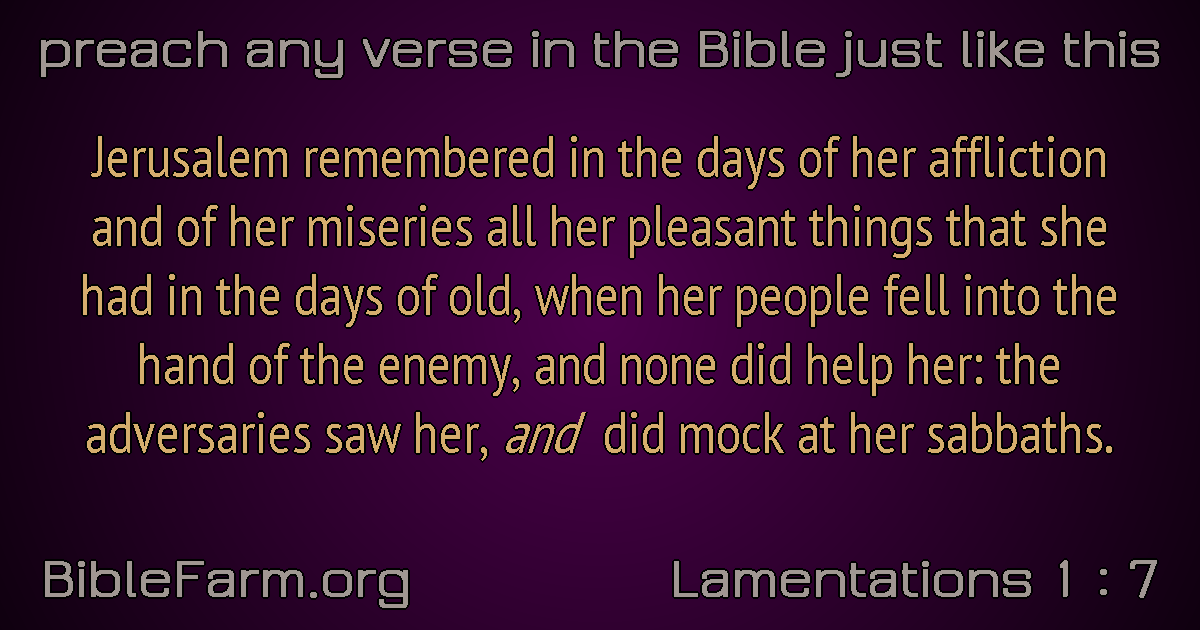 preach any verse in the Bible just like this
Jerusalem remembered in the days of her affliction
and of her miseries all her pleasant things that she
had in the days of old, when her people fell into the
hand of the enemy, and none did help her: the
adversaries saw her, and did mock at her sabbaths.
BibleFarm.org
Lamentations 1 : 7